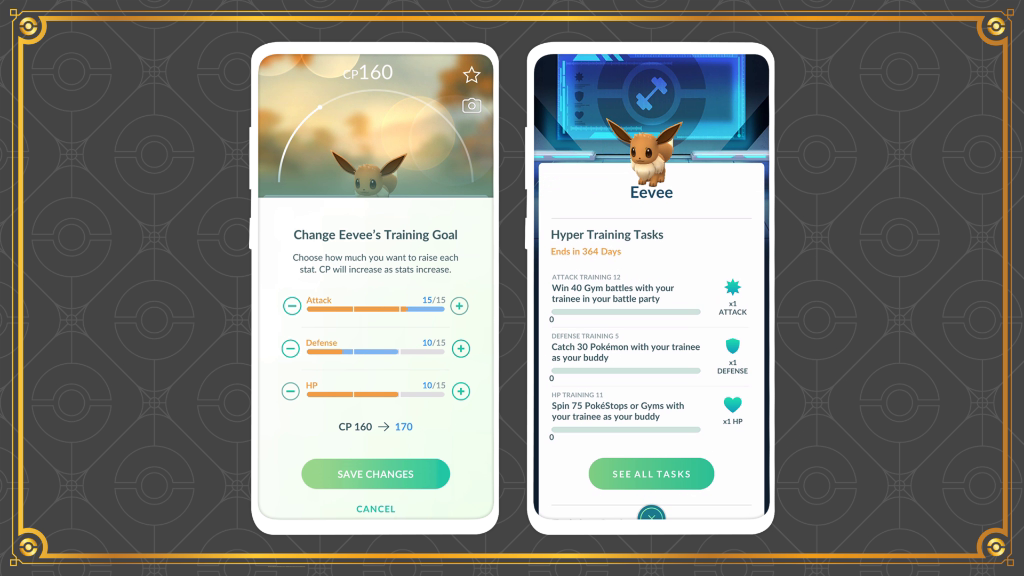 CP160
Change Eevee's Training Goal
Choose how much you want to raise each
stat. CP will increase as stats increase.
Attack 15/15
Defense 10/15
HP 10/15
CP 160 → 170
SAVE CHANGES
CANCEL
Eevee
Hyper Training Tasks
Ends in 364 Days
ATTACK TRAINING 12
Win 40 Gym battles with your
trainee in your battle party
0
x1
ATTACK
DEFENSE TRAINING 5
Catch 30 Pokémon with your trainee
as your buddy
0
x1
DEFENSE
HP TRAINING 11
Spin 75 PokéStops or Gyms with
your trainee as your buddy
0
x1 HP
SEE ALL TASKS